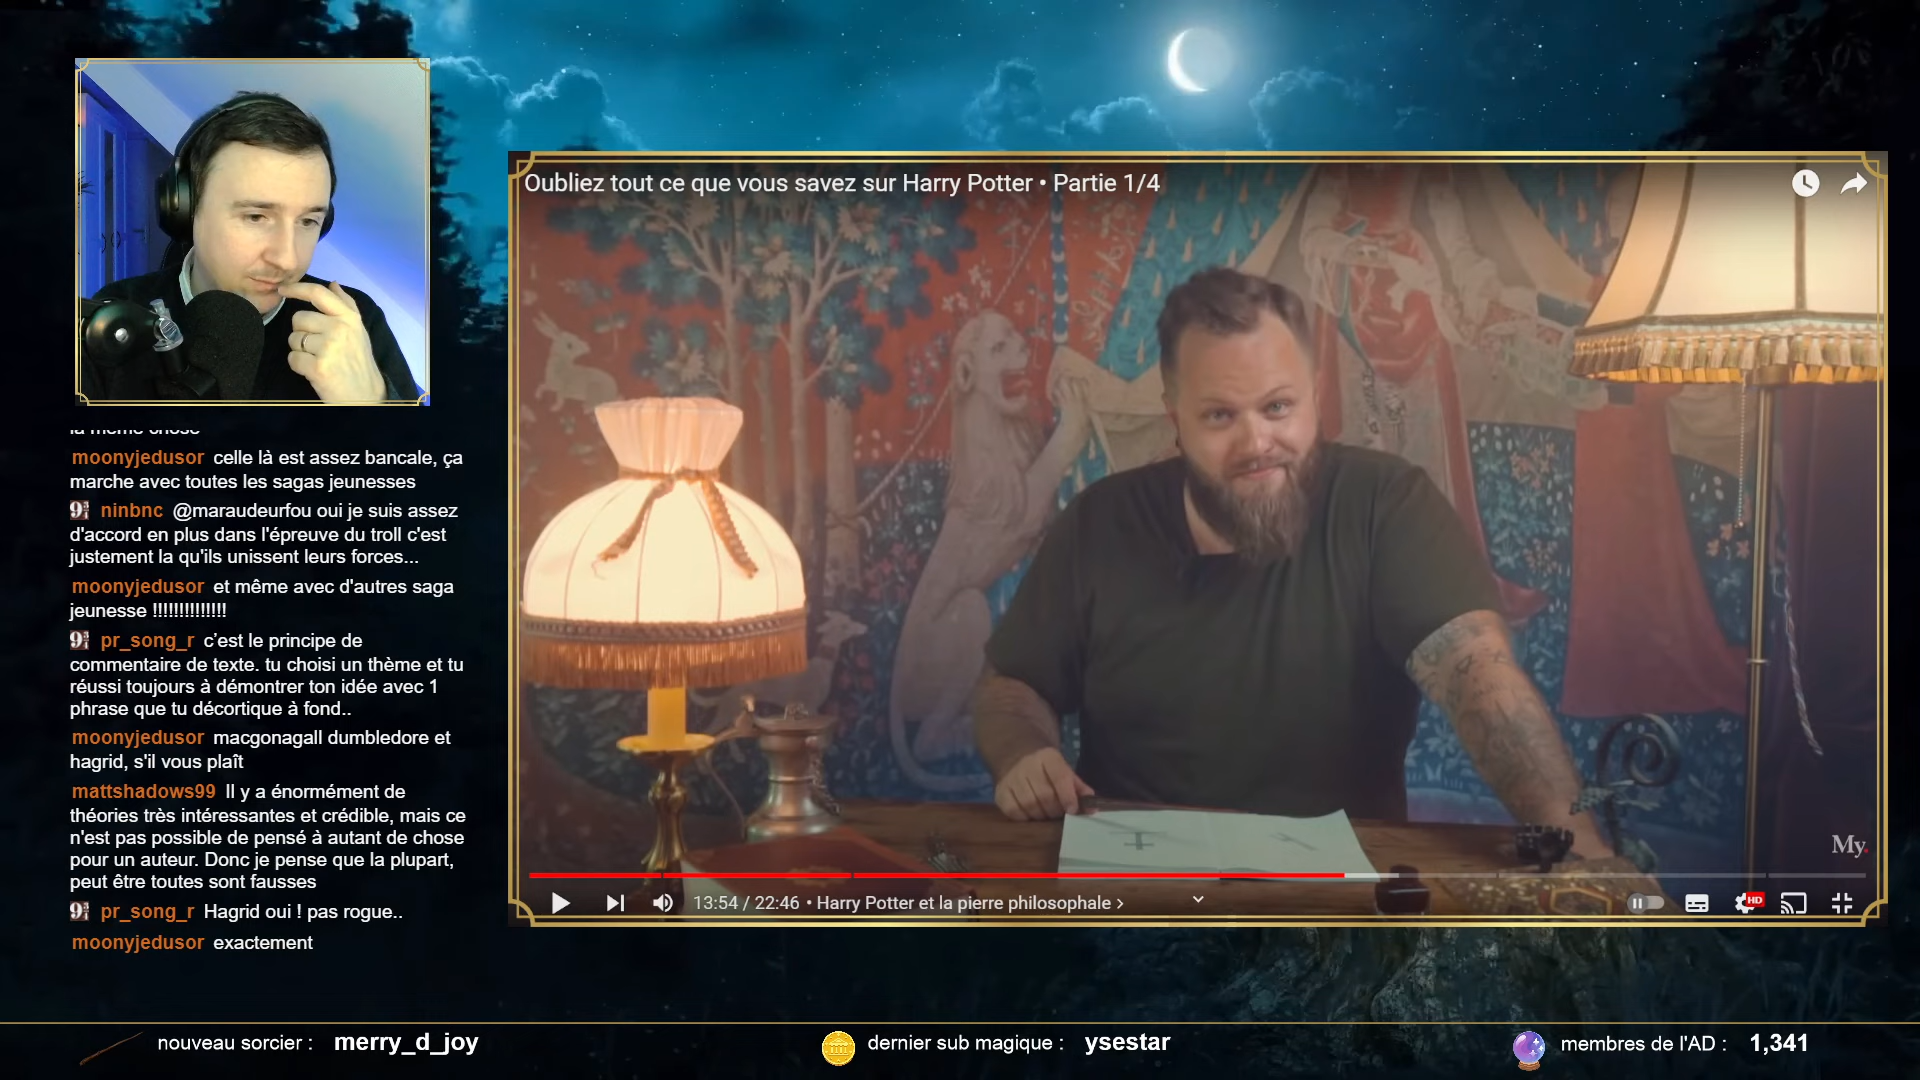 la même chose
moonyjedusor celle là est assez bancale, ça
marche avec toutes les sagas jeunesses
ninbnc @maraudeurfou oui je suis assez
d'accord en plus dans l'épreuve du troll c'est
justement la qu'ils unissent leurs forces...
moonyjedusor et même avec d'autres saga
jeunesse !!!!!!!!!!!!!!
pr_song_r c’est le principe de
commentaire de texte. tu choisi un thème et tu
réussi toujours à démontrer ton idée avec 1
phrase que tu décortique à fond..
moonyjedusor macgonagall dumbledore et
hagrid, s'il vous plaît
mattshadows99 Il y a énormément de
théories très intéressantes et crédible, mais ce
n'est pas possible de pensé à autant de chose
pour un auteur. Donc je pense que la plupart,
peut être toutes sont fausses
pr_song_r Hagrid oui ! pas rogue..
moonyjedusor exactement
Oubliez tout ce que vous savez sur Harry Potter • Partie 1/4
My.
13:54 / 22:46 • Harry Potter et la pierre philosophale ›
HD
nouveau sorcier : merry_d_joy
dernier sub magique : ysestar
membres de l'AD : 1,341